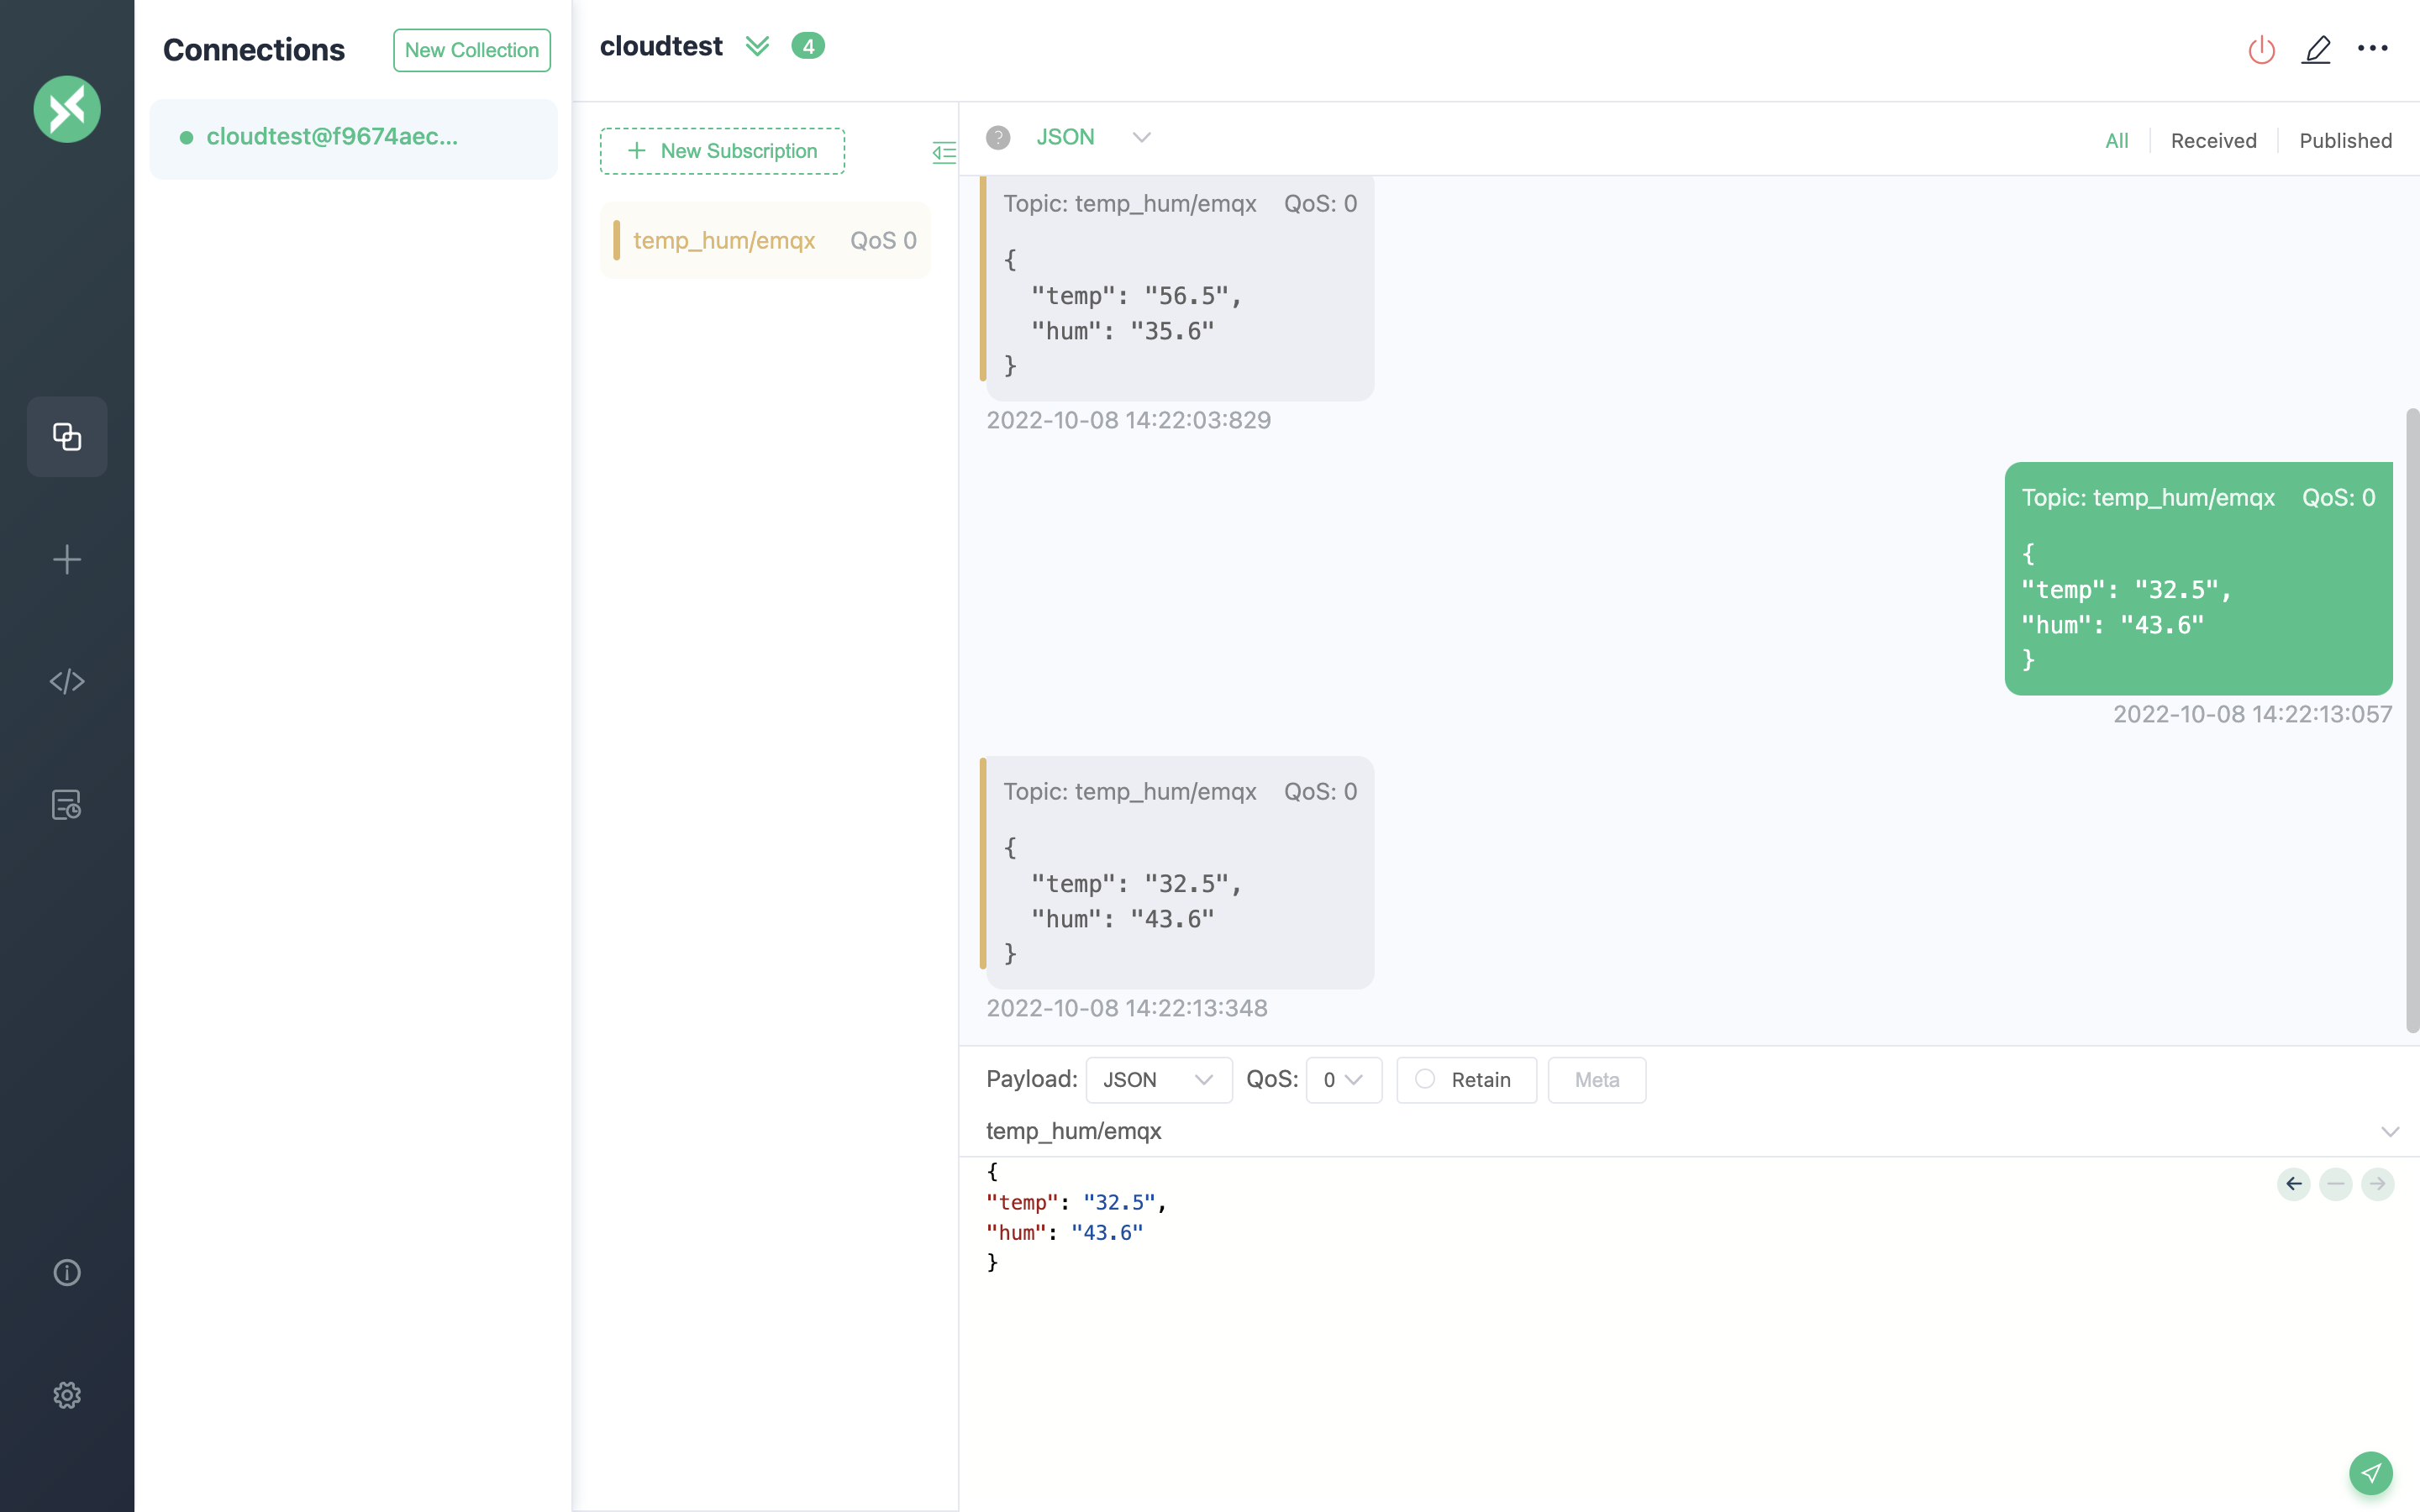 Connections
New Collection
cloudtest@f9674aec...
cloudtest
4
New Subscription
temp_hum/emqx QoS 0
? JSON
All Received Published
Topic: temp_hum/emqx QoS: 0
{
"temp": "56.5",
"hum": "35.6"
}
2022-10-08 14:22:03:829
Topic: temp_hum/emqx QoS: 0
{
"temp": "32.5",
"hum": "43.6"
}
2022-10-08 14:22:13:057
Topic: temp_hum/emqx QoS: 0
{
"temp": "32.5",
"hum": "43.6"
}
2022-10-08 14:22:13:348
Payload: JSON QoS: 0 Retain Meta
temp_hum/emqx
{
"temp": "32.5",
"hum": "43.6"
}